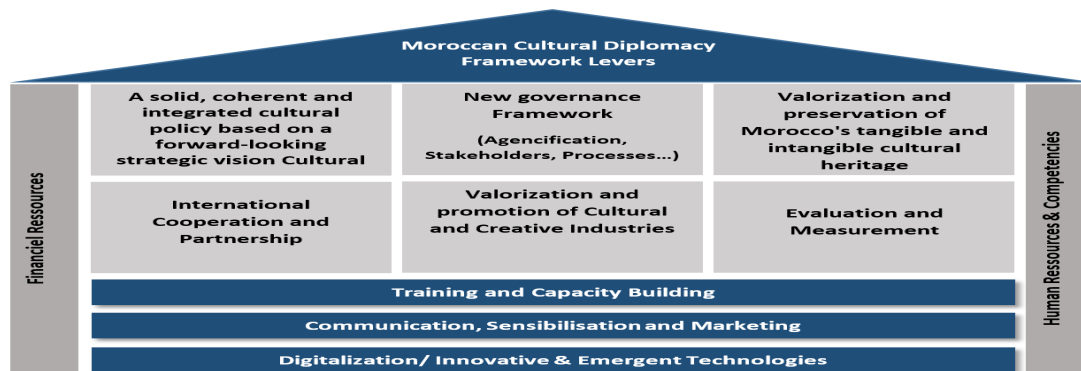 Moroccan Cultural Diplomacy
Framework Levers
Financiel Ressources
A solid, coherent and
integrated cultural
policy based on a
forward-looking
strategic vision Cultural
New governance
Framework
(Agencification,
Stakeholders, Processes...)
Valorization and
preservation of
Morocco's tangible and
intangible cultural
heritage
International
Cooperation and
Partnership
Valorization and
promotion of Cultural
and Creative Industries
Evaluation and
Measurement
Human Ressources & Competencies
Training and Capacity Building
Communication, Sensibilisation and Marketing
Digitalization/ Innovative & Emergent Technologies